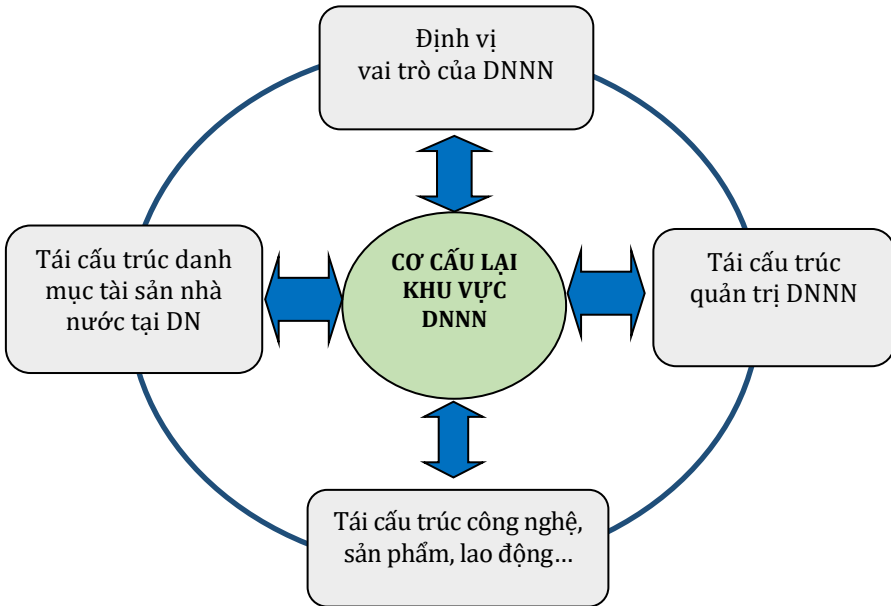 Định vị
vai trò của DNNN
Tái cấu trúc danh
mục tài sản nhà
nước tại DN
CƠ CẤU LẠI
KHU VỰC
DNNN
Tái cấu trúc
quản trị DNNN
Tái cấu trúc công nghệ,
sản phẩm, lao động…